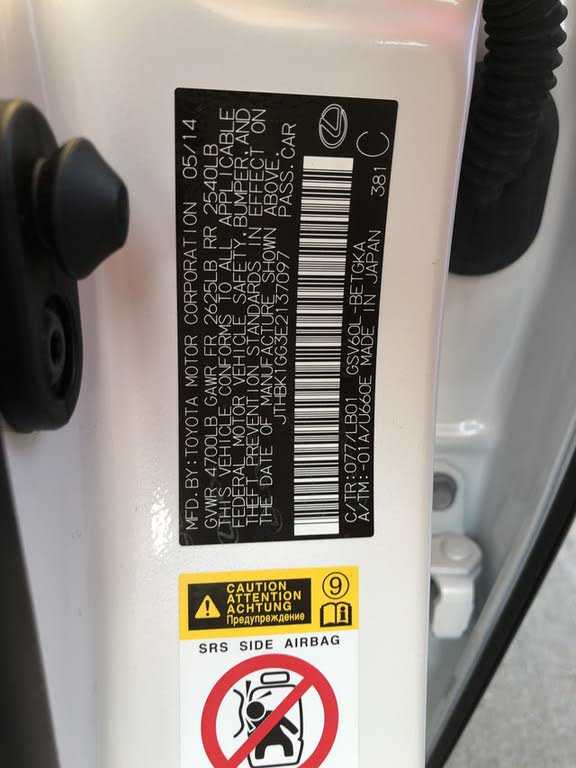 MFD.BY:TOYOTA MOTOR CORPORATION 05/14
GVWR 4700LB GAWR FR 2625LB RR 2540LB
THIS VEHICLE CONFORMS TO ALL APPLICABLE
FEDERAL MOTOR VEHICLE SAFETY, BUMPER, AND
THEFT PREVENTION STANDARDS IN EFFECT ON
THE DATE OF MANUFACTURE SHOWN ABOVE.
JTHBK1GG3E2137097 PASS.CAR
C/TR:077/LB01 GSV60L-BETGKA
A/TM:-01A/U660E MADE IN JAPAN 381 C
CAUTION
ATTENTION
ACHTUNG
Предупреждение
9
SRS SIDE AIRBAG